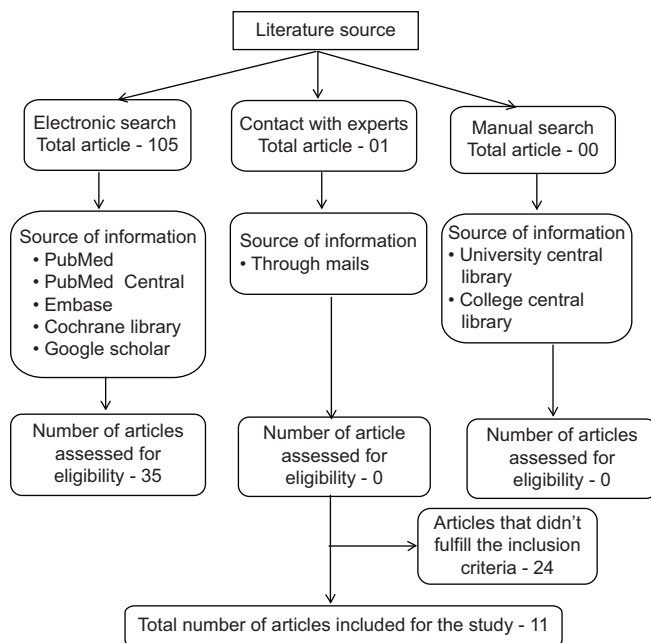 Literature source
Electronic search
Total article - 105
Contact with experts
Total article - 01
Manual search
Total article - 00
Source of information
• PubMed
• PubMed Central
• Embase
• Cochrane library
• Google scholar
Source of information
• Through mails
Source of information
• University central
library
• College central
library
Number of articles
assessed for
eligibility - 35
Number of article
assessed for
eligibility - 0
Number of articles
assessed for
eligibility - 0
Articles that didn’t
fulfill the inclusion
criteria - 24
Total number of articles included for the study - 11